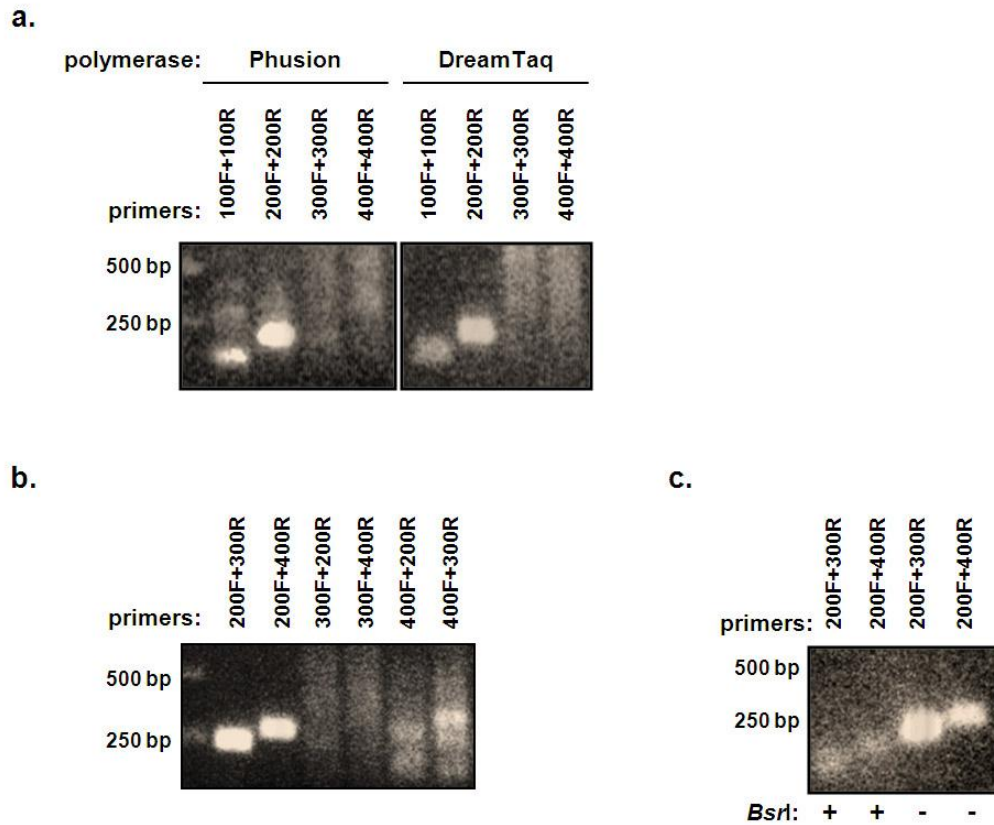 a.
polymerase: Phusion DreamTaq
primers: 100F+100R 200F+200R 300F+300R 400F+400R 100F+100R 200F+200R 300F+300R 400F+400R
500 bp
250 bp
b.
primers: 200F+300R 200F+400R 300F+200R 300F+400R 400F+200R 400F+300R
500 bp
250 bp
c.
primers: 200F+300R 200F+400R 200F+300R 200F+400R
500 bp
250 bp
BsrI: + + - -